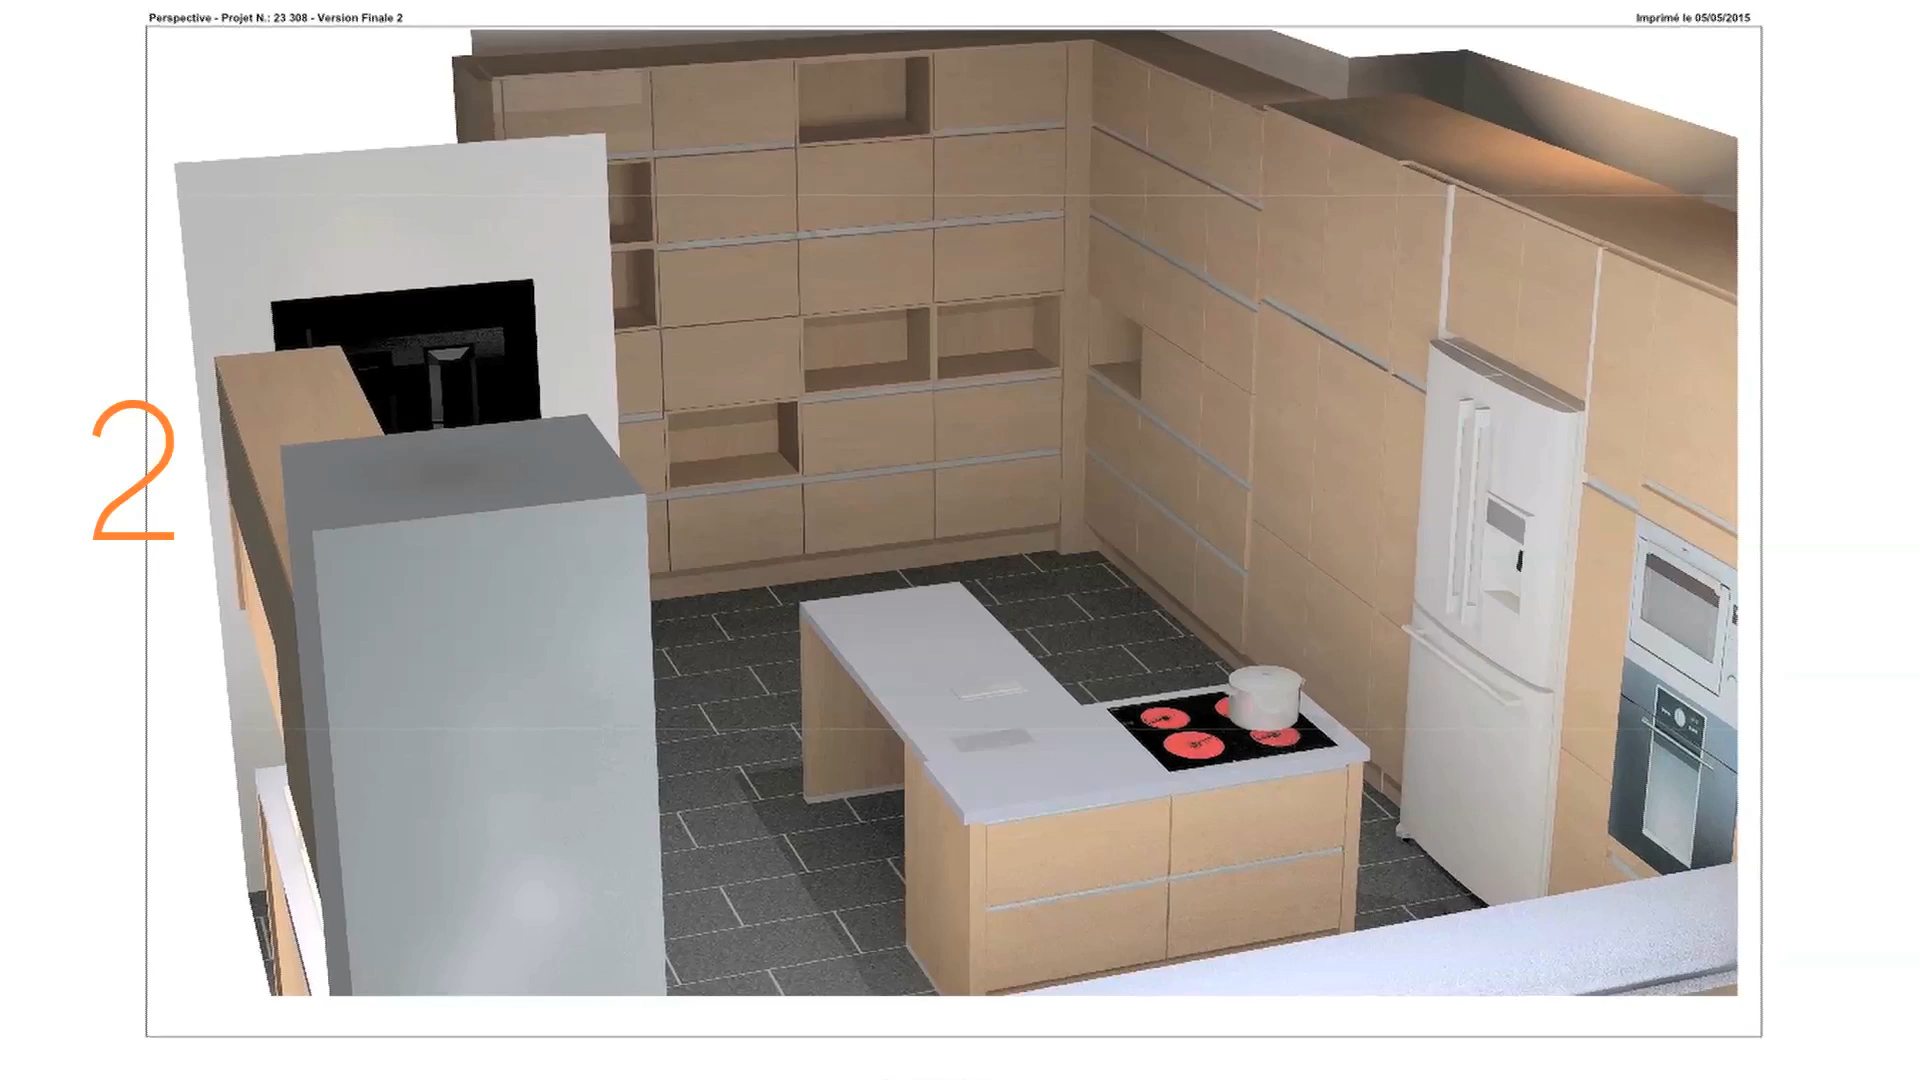 Perspective - Projet N.: 23 308 - Version Finale 2
Imprimé le 05/05/2015
2